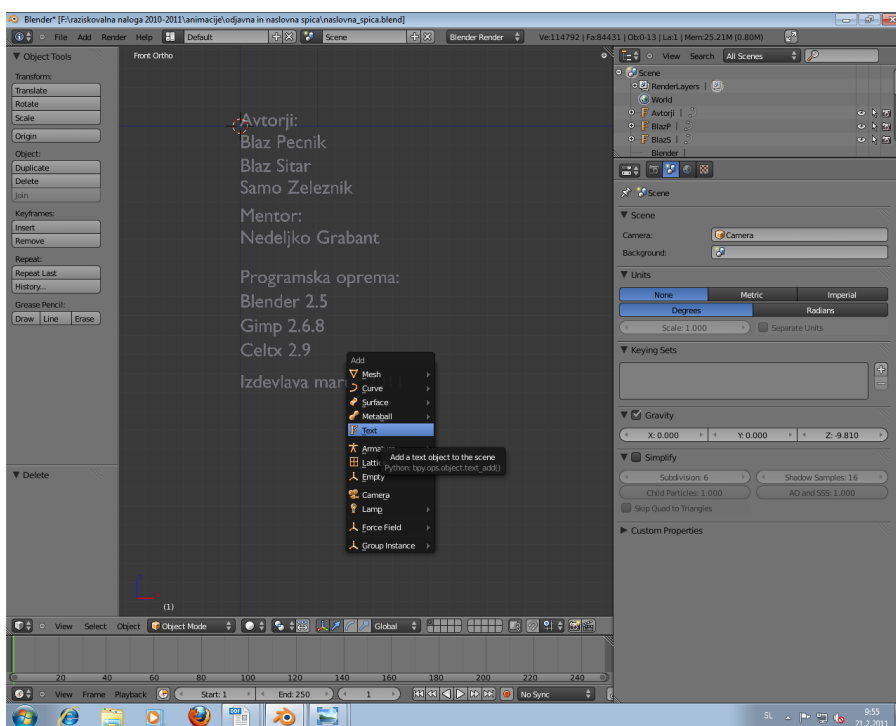 Blender* [F:\raziskovalna naloga 2010-2011\animacije\odjavna in naslovna spica\naslovna_spica.blend]
File Add Render Help Default Scene Blender Render Ve:114792 | Fa:84431 | Ob:0-13 | La:1 | Mem:25.21M (0.80M)
Object Tools
Transform:
Translate
Rotate
Scale
Origin
Object:
Duplicate
Delete
Join
Keyframes:
Insert
Remove
Repeat:
Repeat Last
History...
Grease Pencil:
Draw Line Erase
Delete
Front Ortho
Avtorji:
Blaz Pecnik
Blaz Sitar
Samo Zeleznik
Mentor:
Nedeljko Grabant
Programska oprema:
Blender 2.5
Gimp 2.6.8
Celtx 2.9
Izdevlava mar
Add
Mesh
Curve
Surface
Metaball
Text
Add a text object to the scene
Python: bpy.ops.object.text_add()
Empty
Camera
Lamp
Force Field
Group Instance
(1)
View Select Object Object Mode Global
View Search All Scenes
Scene
RenderLayers |
World
Avtorji |
BlazP |
BlazS |
Blender |
Scene
Scene
Camera: Camera
Background:
Units
None Metric Imperial
Degrees Radians
Scale: 1.000 Separate Units
Keying Sets
Gravity
X: 0.000 Y: 0.000 Z: -9.810
Simplify
Subdivision: 6 Shadow Samples: 16
Child Particles: 1.000 AO and SSS: 1.000
Skip Quad to Triangles
Custom Properties
20 40 60 80 100 120 140 160 180 200 220 240
View Frame Playback Start: 1 End: 250 1 No Sync
SL 9:55
21.2.2011